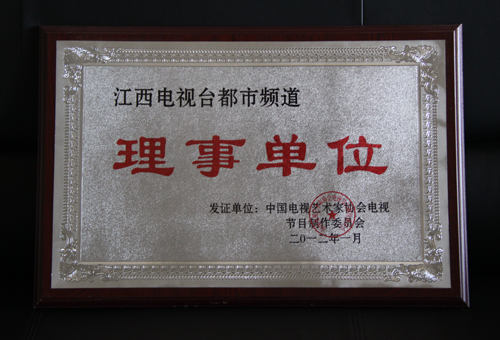 江西电视台都市频道
理事单位
发证单位：中国电视艺术家协会电视
节目制作委员会
二〇一二年一月